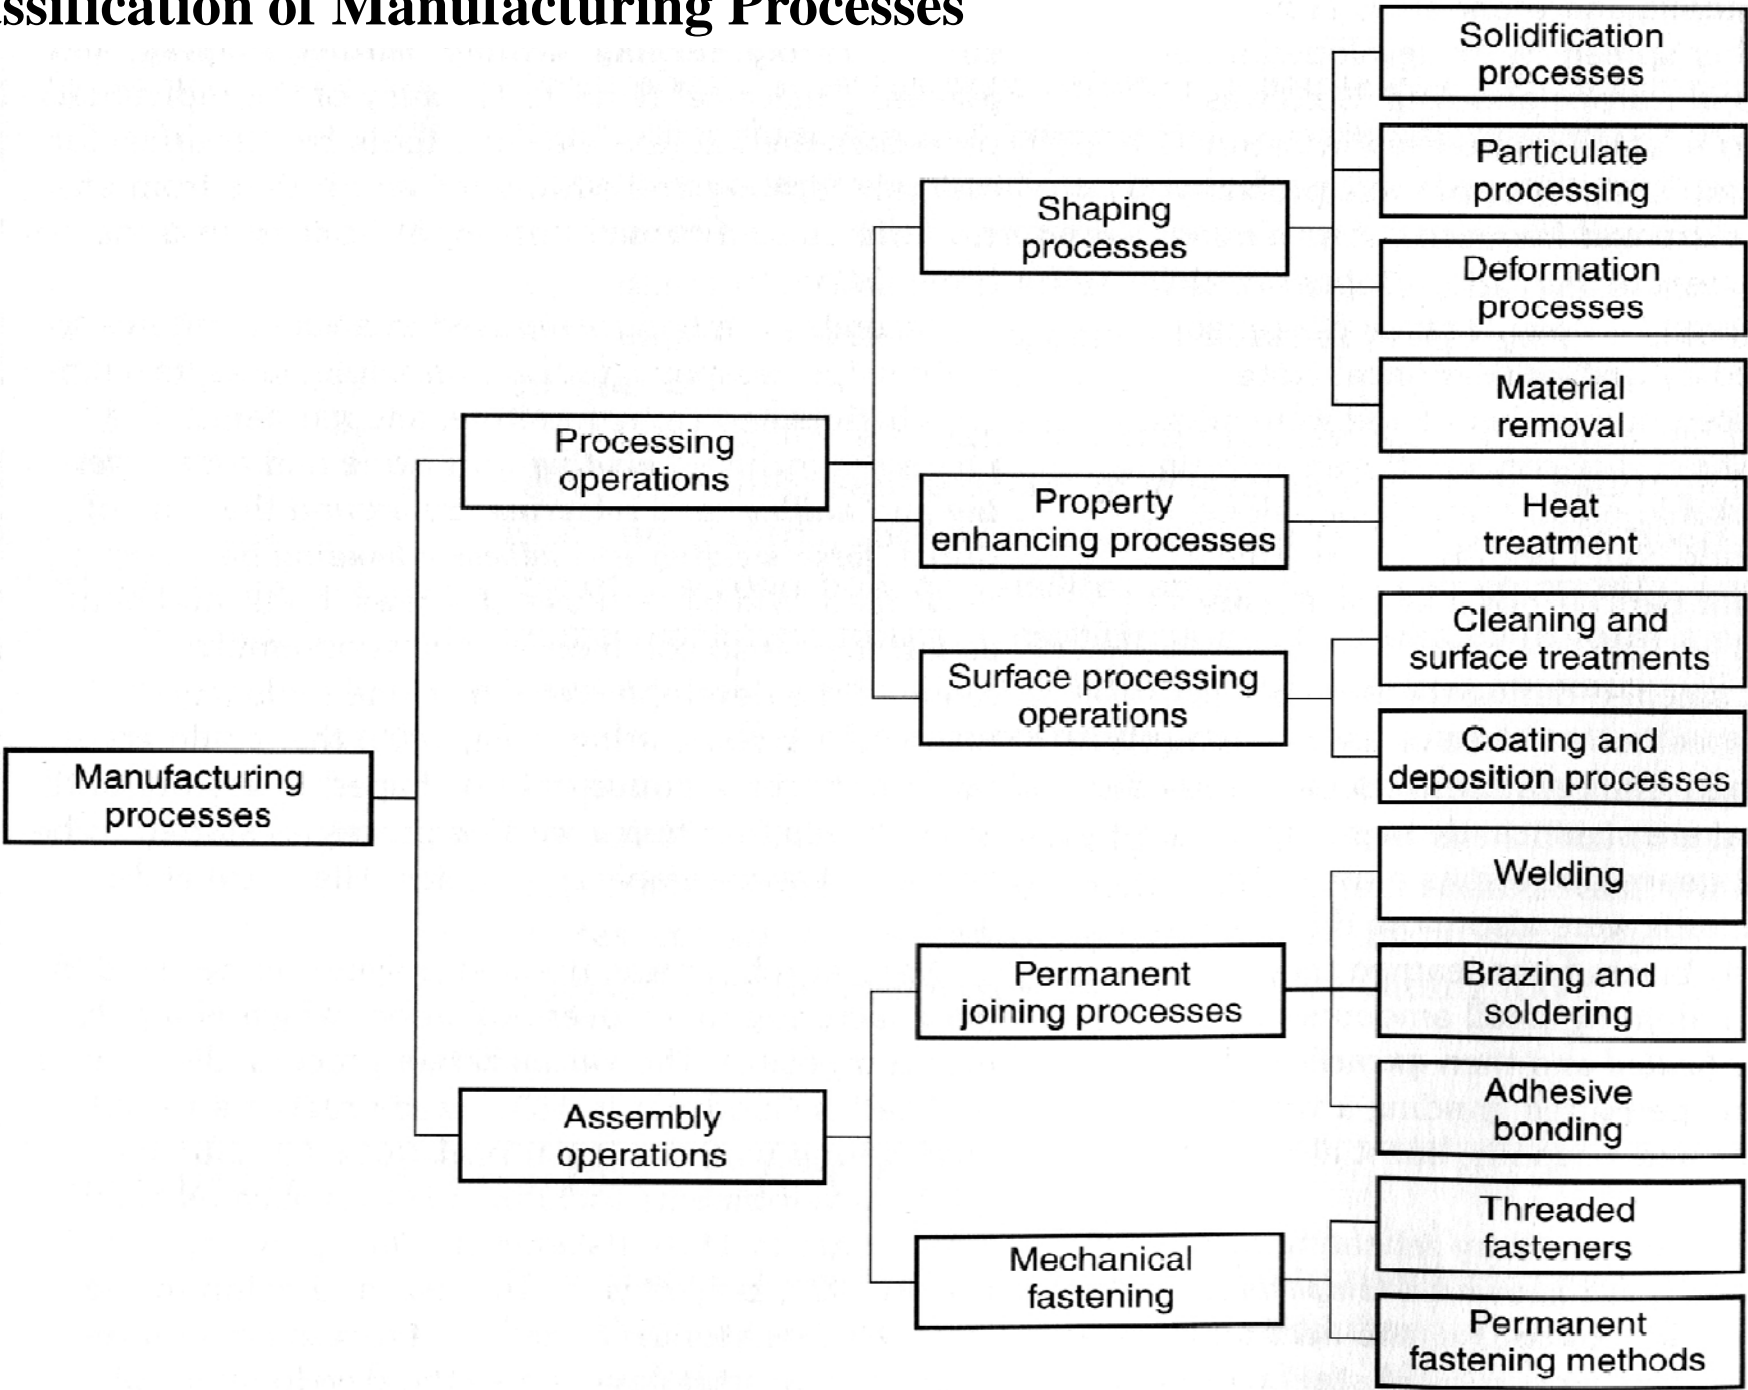 assification of Manufacturing Processes
Solidification
processes
Particulate
processing
Shaping
processes
Deformation
processes
Material
removal
Processing
operations
Property
enhancing processes
Heat
treatment
Cleaning and
surface treatments
Surface processing
operations
Coating and
deposition processes
Manufacturing
processes
Welding
Permanent
joining processes
Brazing and
soldering
Adhesive
bonding
Assembly
operations
Threaded
fasteners
Mechanical
fastening
Permanent
fastening methods